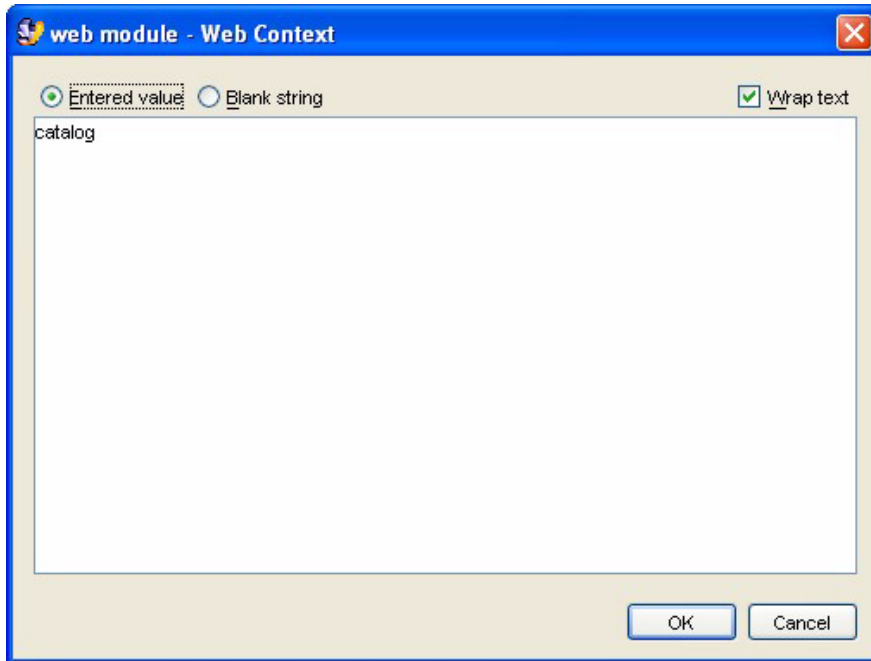 web module - Web Context
Entered value Blank string Wrap text
catalog
OK Cancel